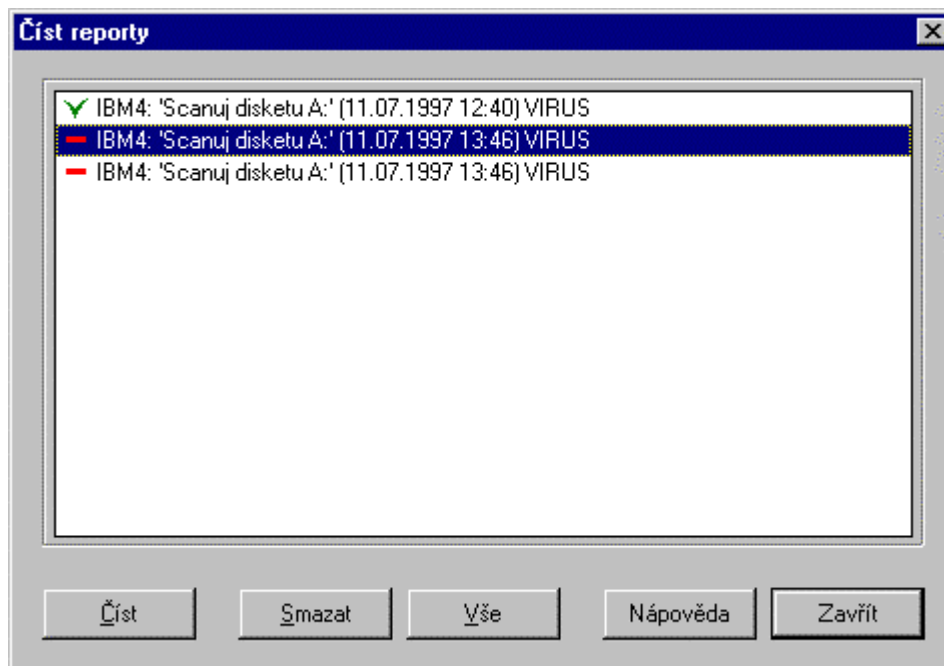 Číst reporty
IBM4: 'Scanuj disketu A:' (11.07.1997 12:40) VIRUS
IBM4: 'Scanuj disketu A:' (11.07.1997 13:46) VIRUS
IBM4: 'Scanuj disketu A:' (11.07.1997 13:46) VIRUS
Číst
Smazat
Vše
Nápověda
Zavřít